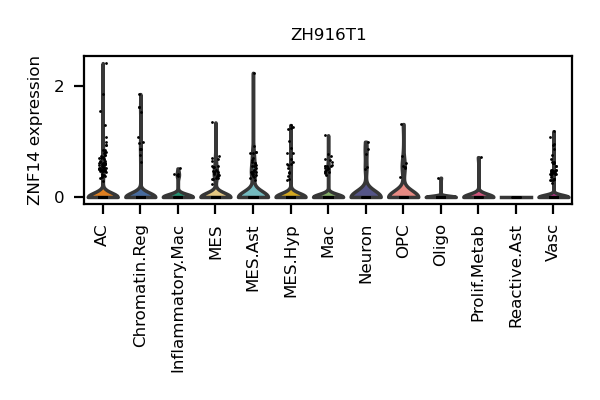 ZH916T1
ZNF14 expression
2
0
AC
Chromatin.Reg
Inflammatory.Mac
MES
MES.Ast
MES.Hyp
Mac
Neuron
OPC
Oligo
Prolif.Metab
Reactive.Ast
Vasc